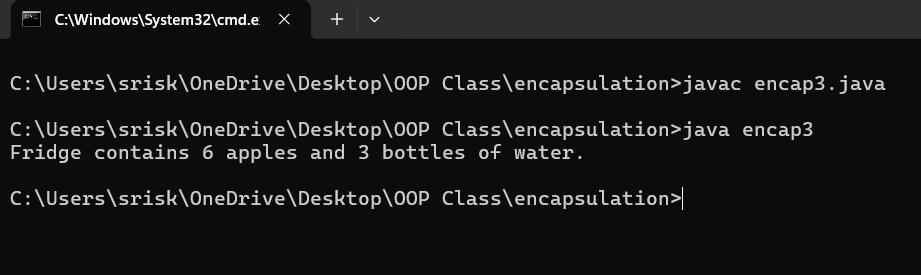 C:\Windows\System32\cmd.e
C:\Users\srisk\OneDrive\Desktop\OOP Class\encapsulation>javac encap3.java
C:\Users\srisk\OneDrive\Desktop\OOP Class\encapsulation>java encap3
Fridge contains 6 apples and 3 bottles of water.
C:\Users\srisk\OneDrive\Desktop\OOP Class\encapsulation>